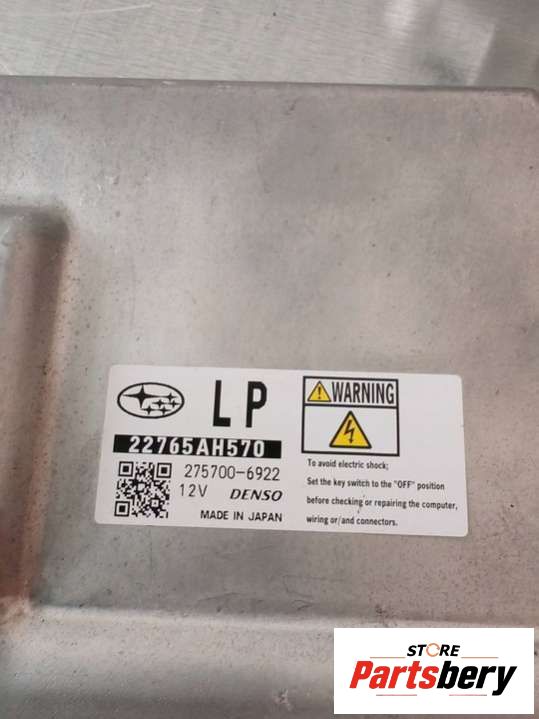 LP
22765AH570
275700-6922
12V DENSO
MADE IN JAPAN
WARNING
To avoid electric shock;
Set the key switch to the "OFF" position
before checking or repairing the computer,
wiring or/and connectors.
STORE
Partsbery